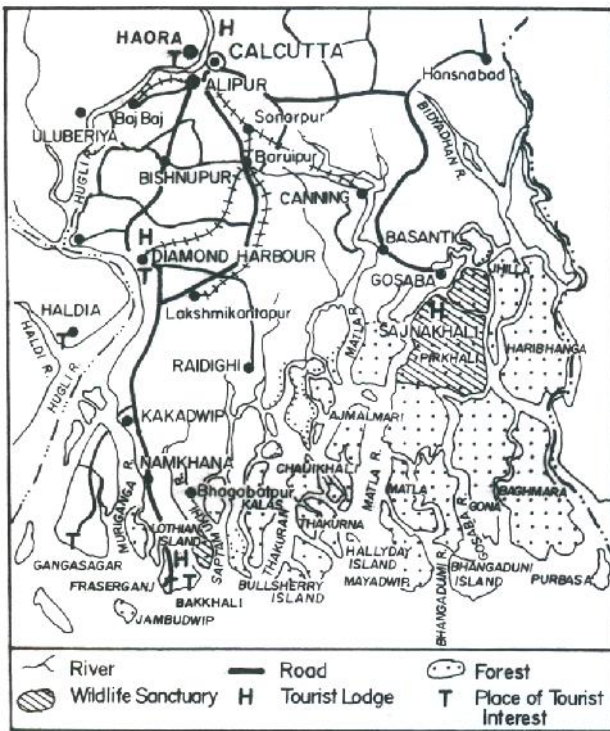 H
HAORA
T
CALCUTTA
Hansnabad
ALIPUR
Baj Baj
Sonarpur
ULUBERIYA
BIDYADHAN R.
HUGLI R.
BISHNUPUR
Baruipur
CANNING
BASANTI
H
DIAMOND HARBOUR
T
GOSABA
JHILLA
HALDIA
T
Lakshmikantapur
H
SAJNAKHALI
MATLA R.
PIRKHALI
HARIBHANGA
HALDI R.
HUGLI R.
RAIDIGHI
KAKADWIP
AJMALMARI
NAMKHANA
CHAUIKHALI
MATLA R.
MATLA
Bhagabatpur
KALAS
BAGHMARA
GONA
GOSABA R.
MURIGANGA R.
LOTHIAN
ISLAND
SAPTAMUKHI R.
THAKURAN
THAKURNA
T
GANGASAGAR
H
HALLYDAY
ISLAND
BHANGADUNI
ISLAND
FRASERGANJ
T
BULLSHERRY
ISLAND
MAYADWIP
BHANGADUMI R.
PURBASA
BAKKHALI
JAMBUDWIP
River
Road
Forest
Wildlife Sanctuary
H Tourist Lodge
T Place of Tourist
Interest